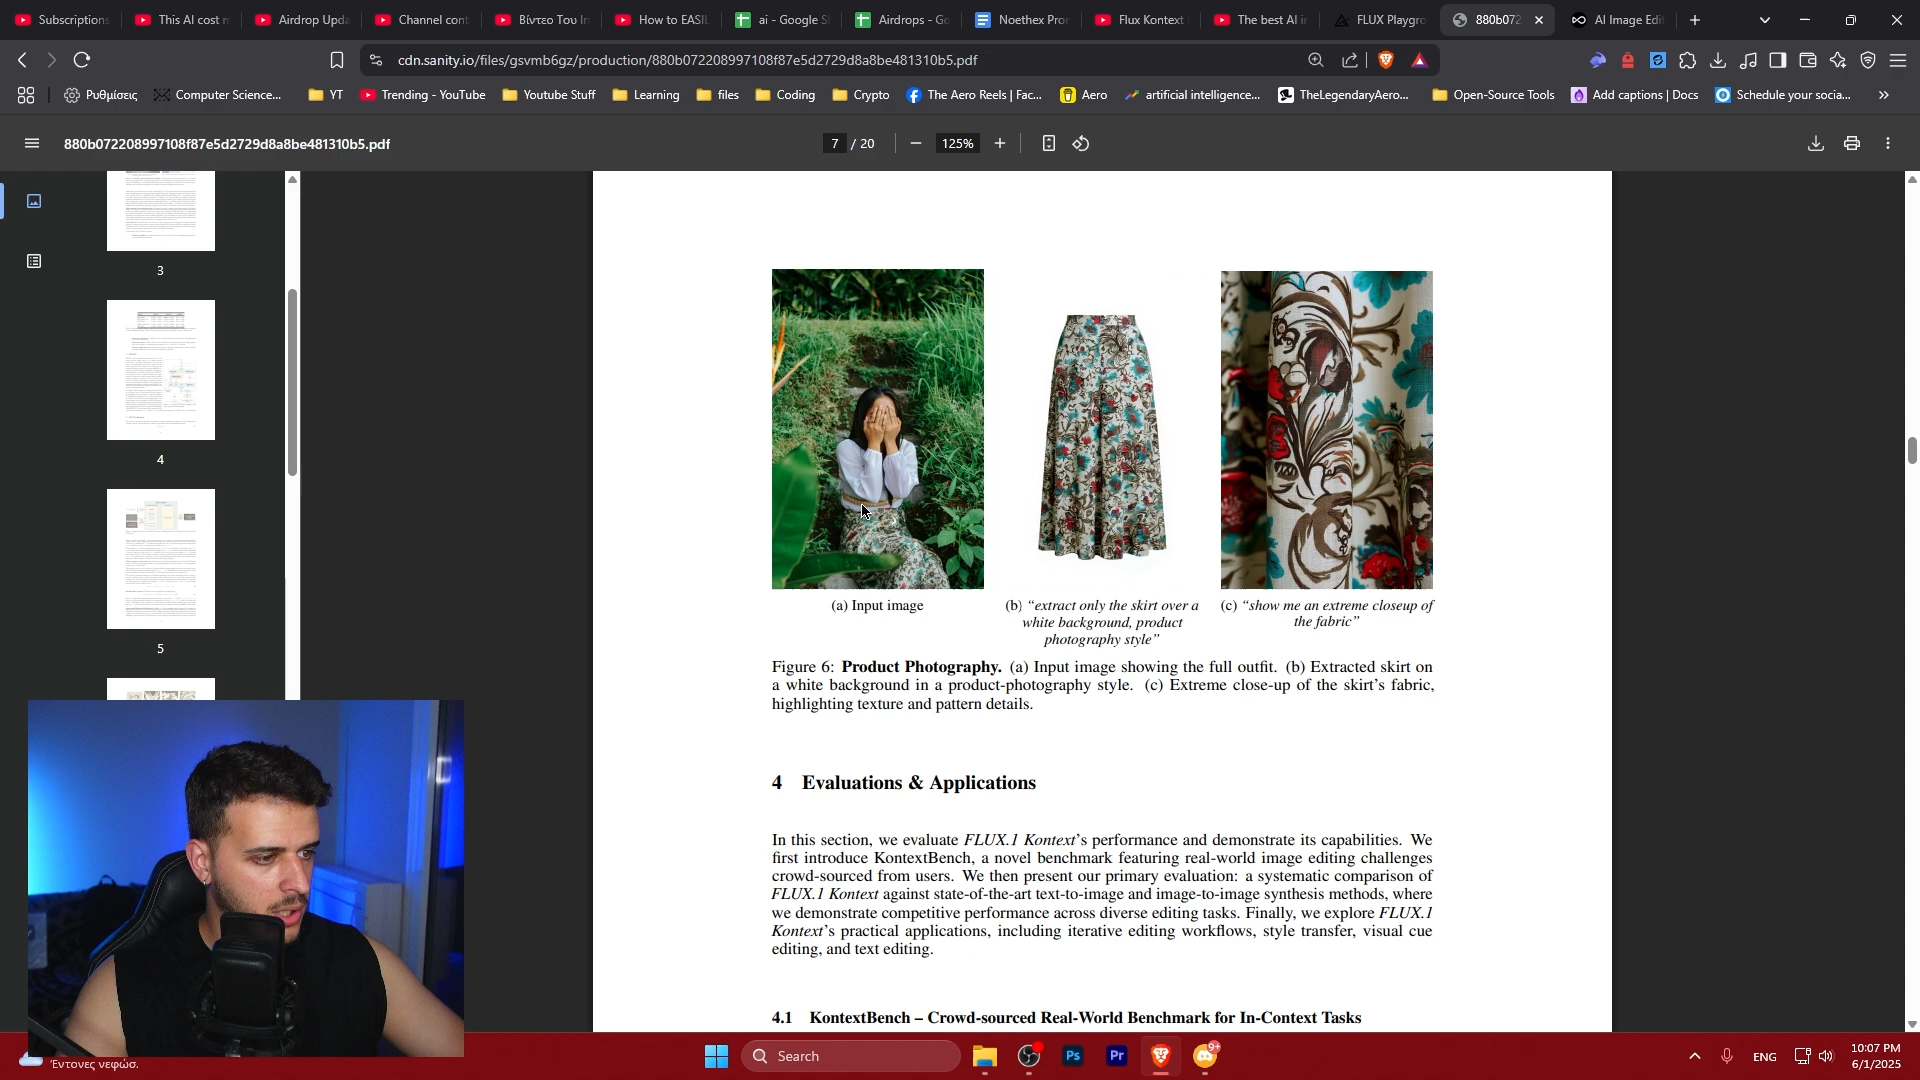 Subscriptions
This AI cost m
Airdrop Upda
Channel cont
Βίντεο Του In
How to EASIL
ai - Google S
Airdrops - Go
Noethex Pro
Flux Kontext
The best AI i
FLUX Playgro
880b072
AI Image Edit
cdn.sanity.io/files/gsvmb6gz/production/880b072208997108f87e5d2729d8a8be481310b5.pdf
Ρυθμίσεις
Computer Science...
YT
Trending - YouTube
Youtube Stuff
Learning
files
Coding
Crypto
The Aero Reels | Fac...
Aero
artificial intelligence...
TheLegendaryAero...
Open-Source Tools
Add captions | Docs
Schedule your socia...
880b072208997108f87e5d2729d8a8be481310b5.pdf
7 / 20
125%
3
4
5
(a) Input image
(b) “extract only the skirt over a
white background, product
photography style”
(c) “show me an extreme closeup of
the fabric”
Figure 6: Product Photography. (a) Input image showing the full outfit. (b) Extracted skirt on
a white background in a product-photography style. (c) Extreme close-up of the skirt’s fabric,
highlighting texture and pattern details.
4 Evaluations & Applications
In this section, we evaluate FLUX.1 Kontext’s performance and demonstrate its capabilities. We
first introduce KontextBench, a novel benchmark featuring real-world image editing challenges
crowd-sourced from users. We then present our primary evaluation: a systematic comparison of
FLUX.1 Kontext against state-of-the-art text-to-image and image-to-image synthesis methods, where
we demonstrate competitive performance across diverse editing tasks. Finally, we explore FLUX.1
Kontext’s practical applications, including iterative editing workflows, style transfer, visual cue
editing, and text editing.
4.1 KontextBench – Crowd-sourced Real-World Benchmark for In-Context Tasks
Έντονες νεφώσ.
Search
Ps
Pr
9+
ENG
10:07 PM
6/1/2025